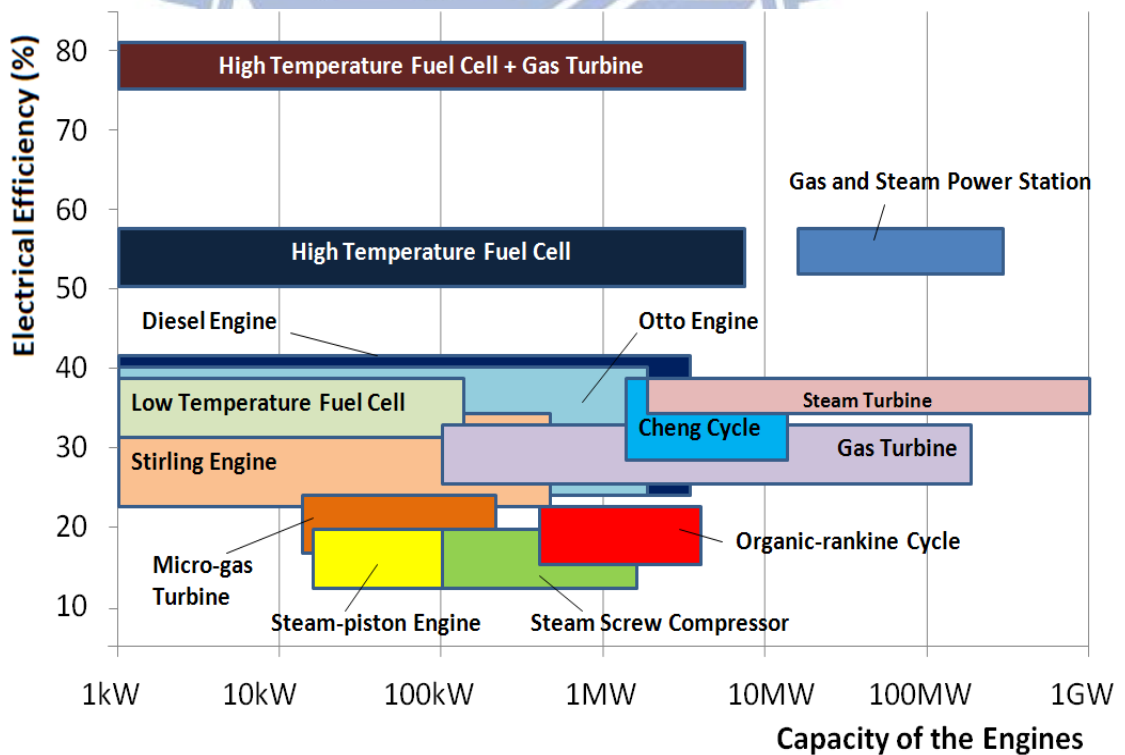 Electrical Efficiency (%)
80
70
60
50
40
30
20
10
High Temperature Fuel Cell + Gas Turbine
Gas and Steam Power Station
High Temperature Fuel Cell
Diesel Engine
Otto Engine
Low Temperature Fuel Cell
Steam Turbine
Cheng Cycle
Gas Turbine
Stirling Engine
Organic-rankine Cycle
Micro-gas
Turbine
Steam-piston Engine
Steam Screw Compressor
1kW
10kW
100kW
1MW
10MW
100MW
1GW
Capacity of the Engines